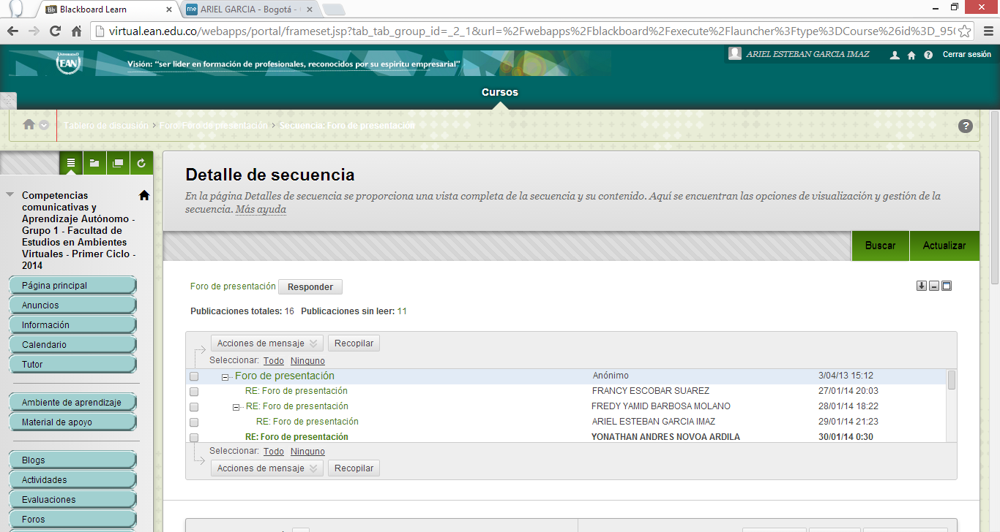 Blackboard Learn
ARIEL GARCIA - Bogotá -
virtual.ean.edu.co/webapps/portal/frameset.jsp?tab_tab_group_id=_2_1&url=%2Fwebapps%2Fblackboard%2Fexecute%2Flauncher%3Ftype%3DCourse%26id%3D_950
UNIVERSIDAD
EAN
Visión: "ser lider en formación de profesionales, reconocidos por su espiritu empresarial"
ARIEL ESTEBAN GARCIA IMAZ
Cerrar sesión
Cursos
Tablero de discusión > Foro: Foro de presentación > Secuencia: Foro de presentación
Competencias
comunicativas y
Aprendizaje Autónomo -
Grupo 1 - Facultad de
Estudios en Ambientes
Virtuales - Primer Ciclo -
2014
Página principal
Anuncios
Información
Calendario
Tutor
Ambiente de aprendizaje
Material de apoyo
Blogs
Actividades
Evaluaciones
Foros
Detalle de secuencia
En la página Detalles de secuencia se proporciona una vista completa de la secuencia y su contenido. Aquí se encuentran las opciones de visualización y gestión de la
secuencia. Más ayuda
Buscar Actualizar
Foro de presentación Responder
Publicaciones totales: 16 Publicaciones sin leer: 11
Acciones de mensaje Recopilar
Seleccionar: Todo Ninguno
Foro de presentación Anónimo 3/04/13 15:12
RE: Foro de presentación FRANCY ESCOBAR SUAREZ 27/01/14 20:03
RE: Foro de presentación FREDY YAMID BARBOSA MOLANO 28/01/14 18:22
RE: Foro de presentación ARIEL ESTEBAN GARCIA IMAZ 29/01/14 21:23
RE: Foro de presentación YONATHAN ANDRES NOVOA ARDILA 30/01/14 0:30
Seleccionar: Todo Ninguno
Acciones de mensaje Recopilar